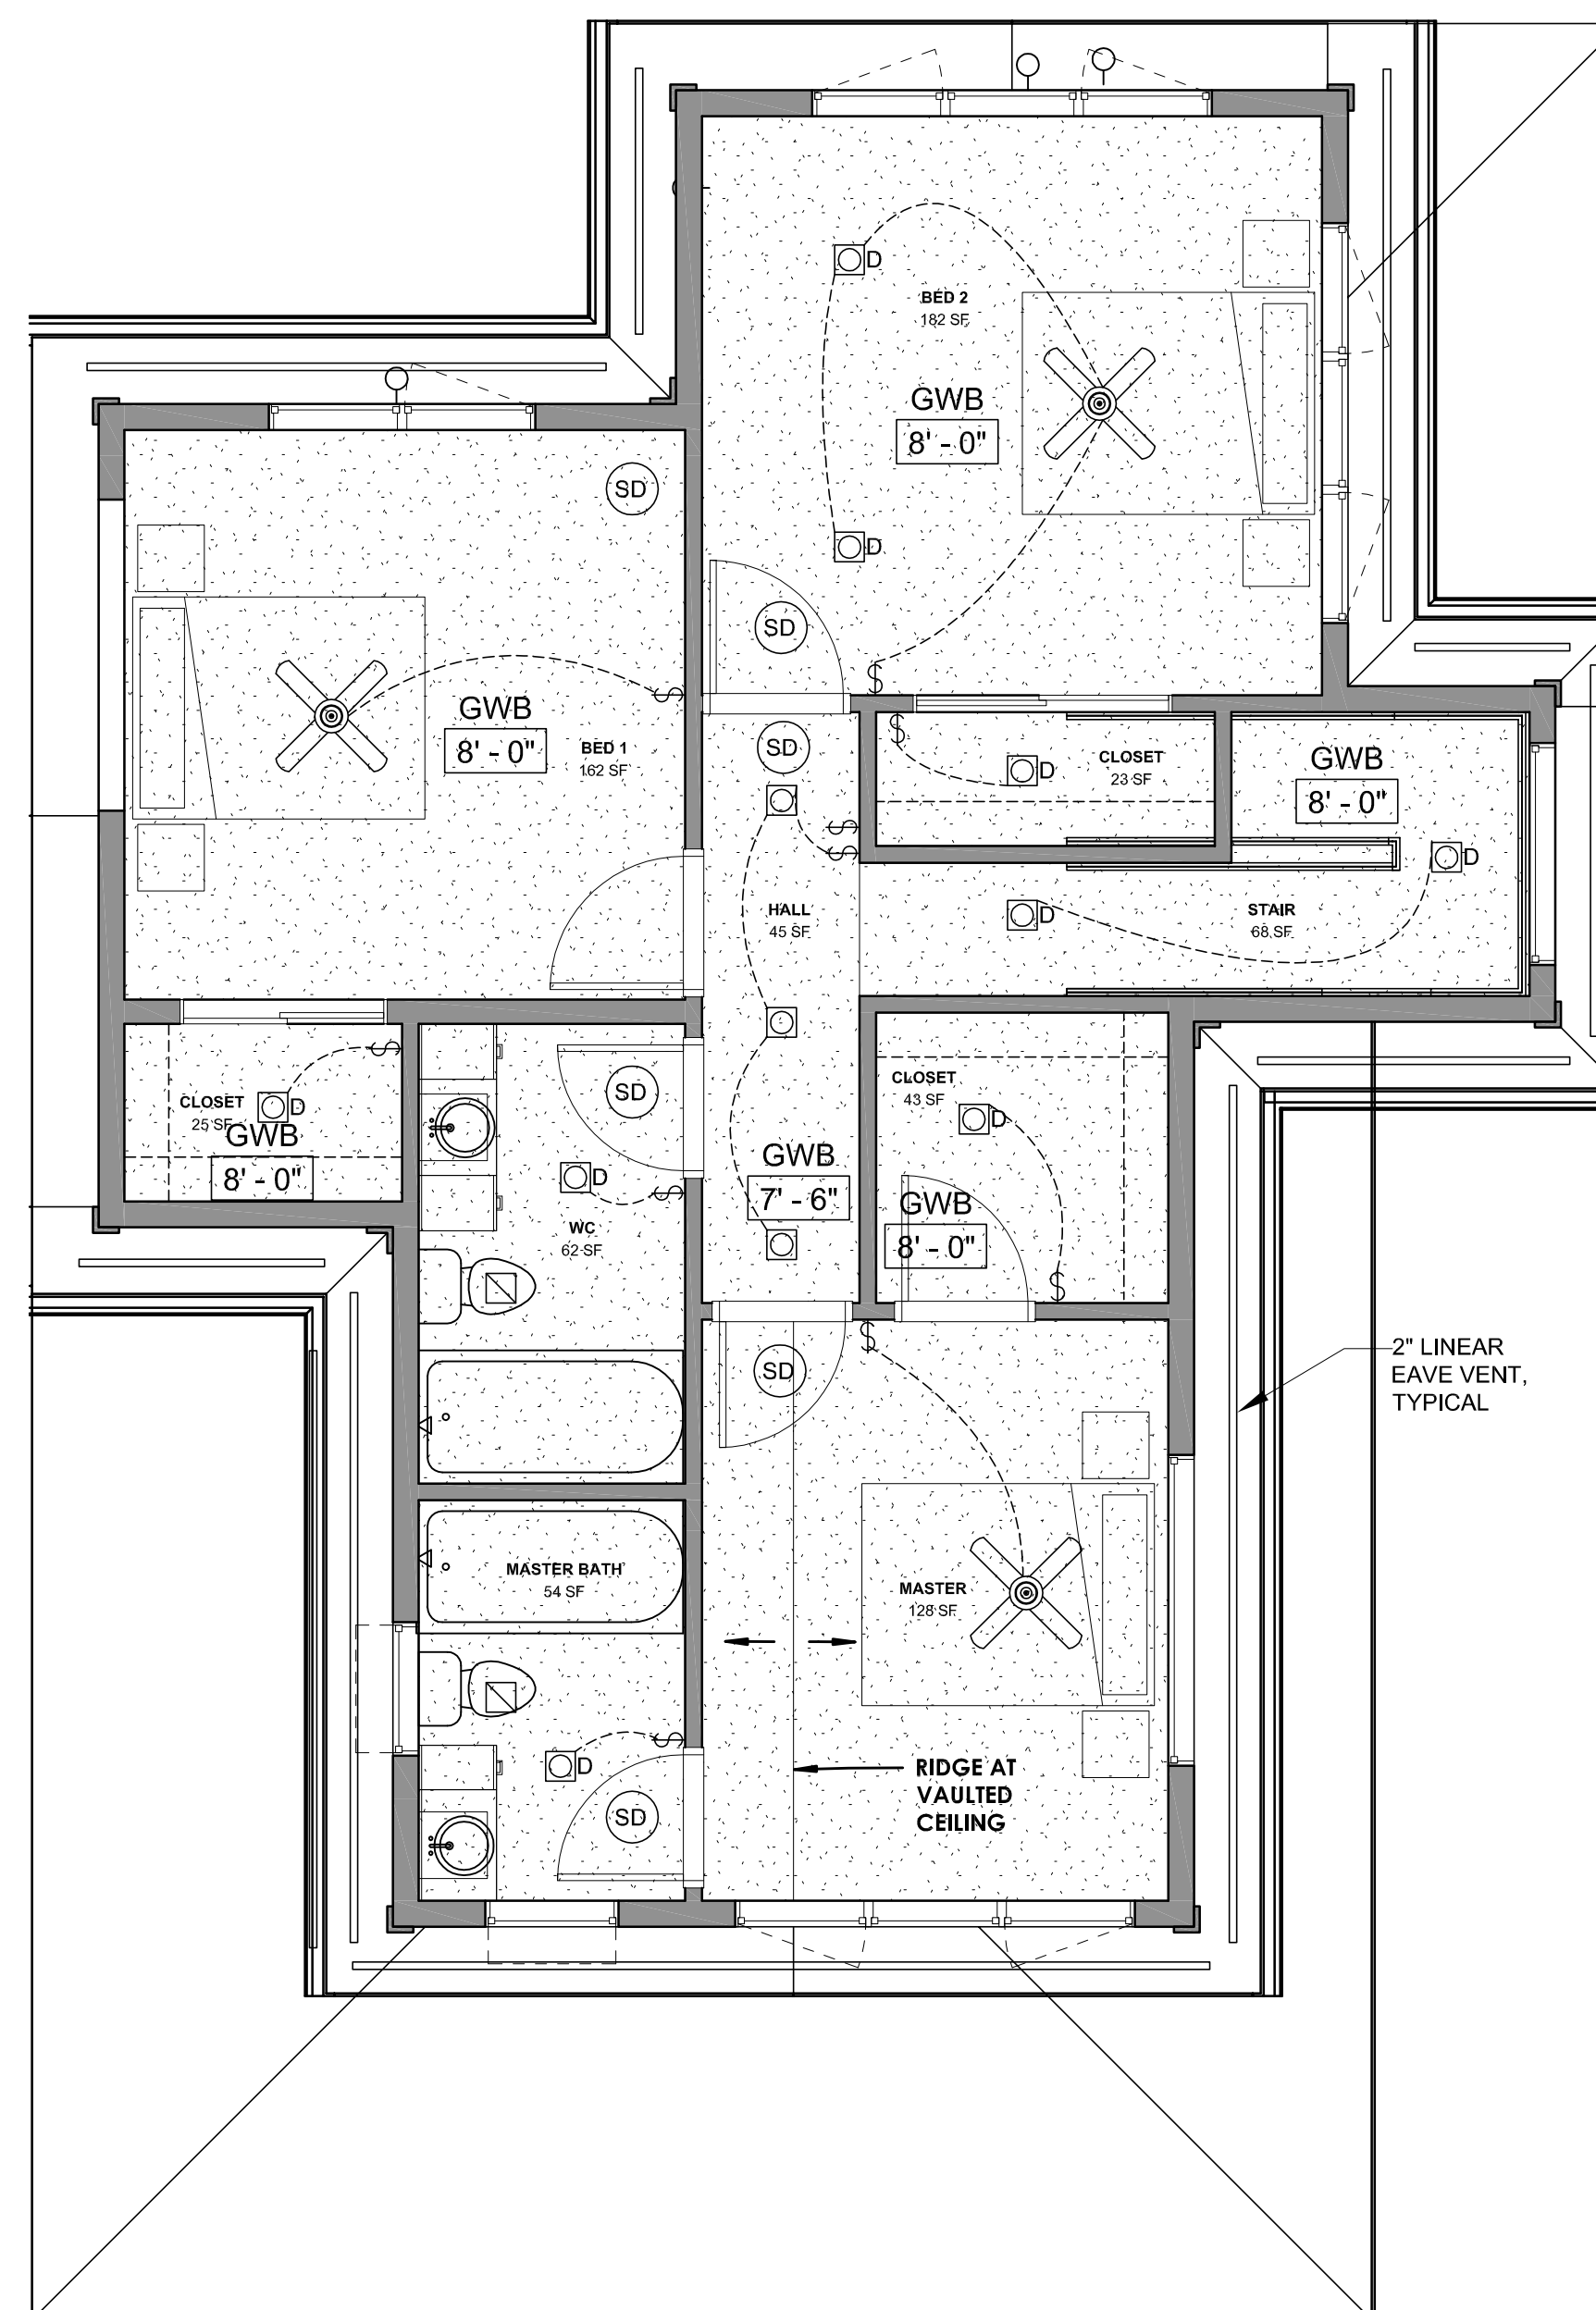 D
BED 2
182 SF
GWB
8' - 0"
SD
D
SD
GWB
8' - 0"
BED 1
162 SF
SD
D
CLOSET
23 SF
GWB
8' - 0"
D
HALL
45 SF
D
STAIR
68 SF
CLOSET
25 SF
D
GWB
8' - 0"
SD
D
WC
62 SF
GWB
7' - 6"
CLOSET
43 SF
D
GWB
8' - 0"
SD
2" LINEAR
EAVE VENT,
TYPICAL
MASTER BATH
54 SF
MASTER
128 SF
D
SD
RIDGE AT
VAULTED
CEILING